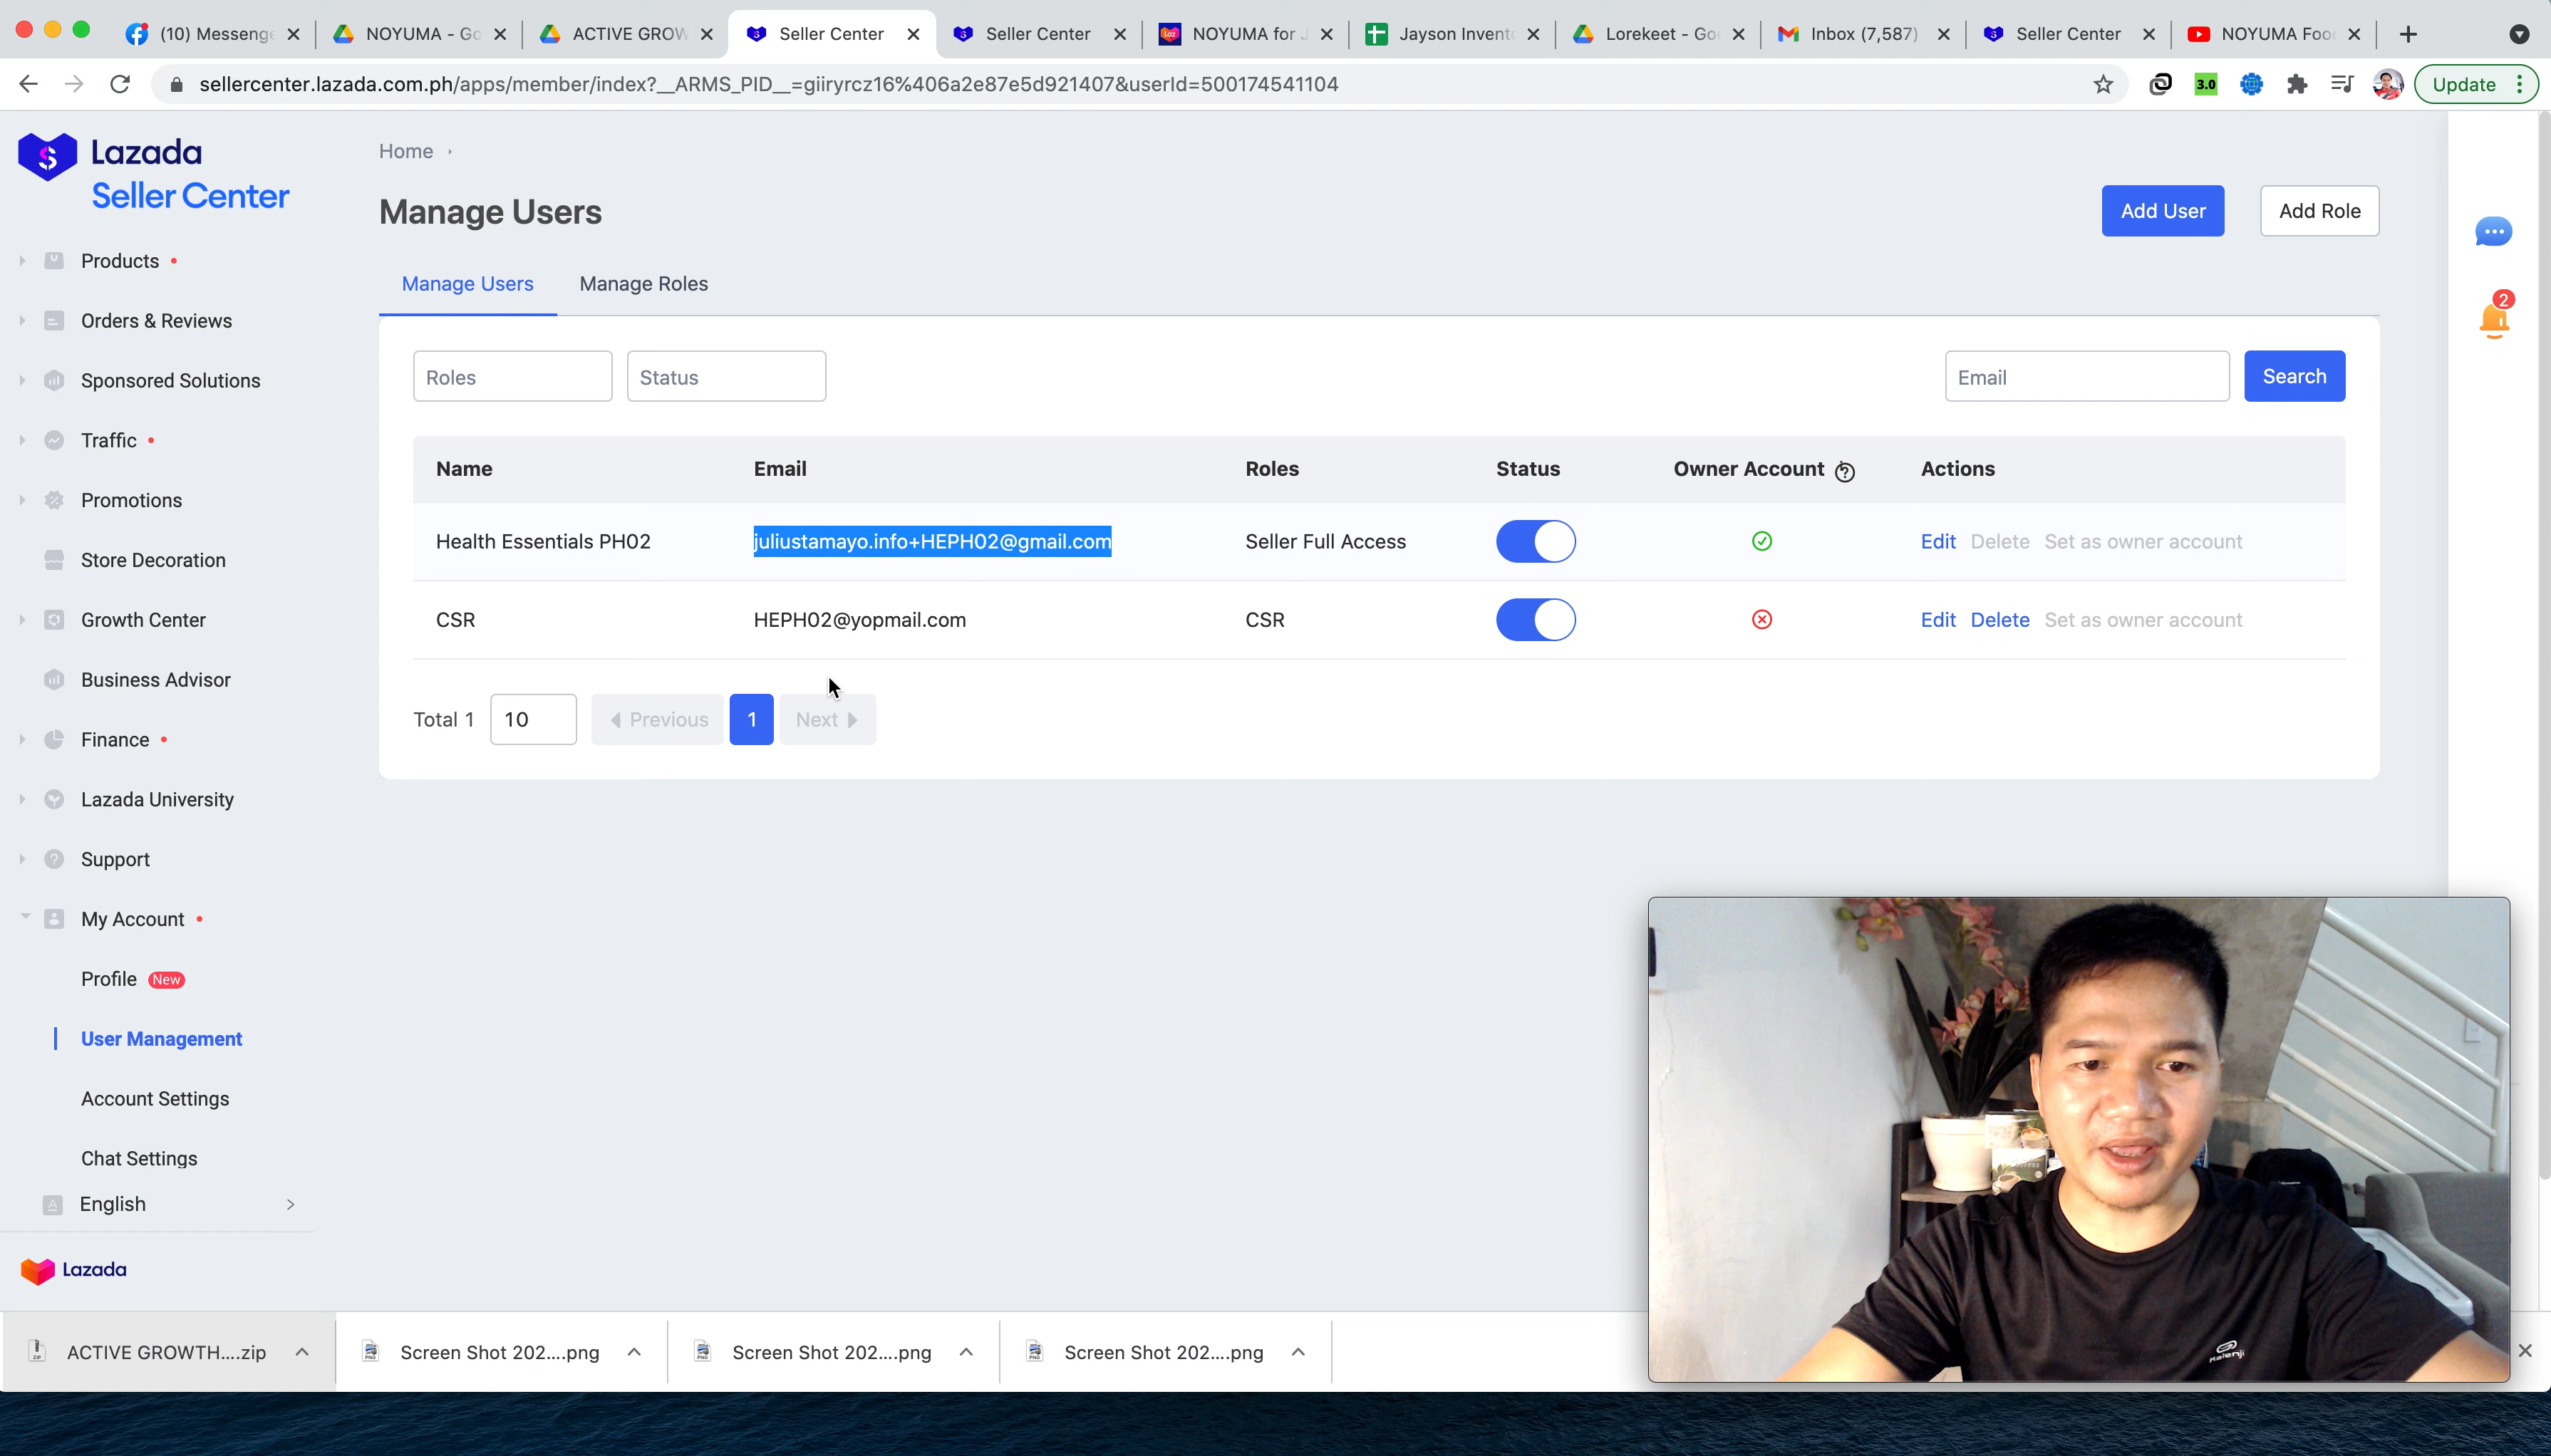 (10) Messenge
NOYUMA - Go
ACTIVE GROW
Seller Center
Seller Center
NOYUMA for J
Jayson Invent
Lorekeet - Go
Inbox (7,587)
Seller Center
NOYUMA Foo
sellercenter.lazada.com.ph/apps/member/index?__ARMS_PID__=giiryrcz16%406a2e87e5d921407&userId=500174541104
3.0
Update
Lazada
Seller Center
Products
Orders & Reviews
Sponsored Solutions
Traffic
Promotions
Store Decoration
Growth Center
Business Advisor
Finance
Lazada University
Support
My Account
Profile New
User Management
Account Settings
Chat Settings
English
Lazada
Home
Manage Users
Add User
Add Role
2
Manage Users
Manage Roles
Roles
Status
Email
Search
Name Email Roles Status Owner Account Actions
Health Essentials PH02 juliustamayo.info+HEPH02@gmail.com Seller Full Access Edit Delete Set as owner account
CSR HEPH02@yopmail.com CSR Edit Delete Set as owner account
Total 1 10 Previous 1 Next
ACTIVE GROWTH....zip
Screen Shot 202....png
Screen Shot 202....png
Screen Shot 202....png
Kalenji